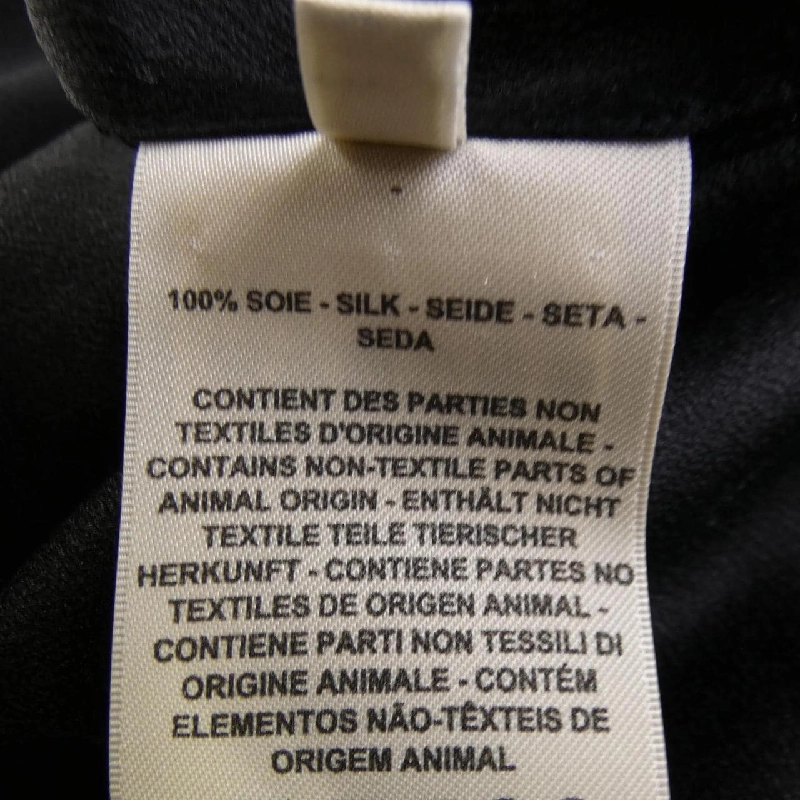 100% SOIE - SILK - SEIDE - SETA -
SEDA
CONTIENT DES PARTIES NON
TEXTILES D'ORIGINE ANIMALE -
CONTAINS NON-TEXTILE PARTS OF
ANIMAL ORIGIN - ENTHÄLT NICHT
TEXTILE TEILE TIERISCHER
HERKUNFT - CONTIENE PARTES NO
TEXTILES DE ORIGEN ANIMAL -
CONTIENE PARTI NON TESSILI DI
ORIGINE ANIMALE - CONTÉM
ELEMENTOS NÃO-TÊXTEIS DE
ORIGEM ANIMAL